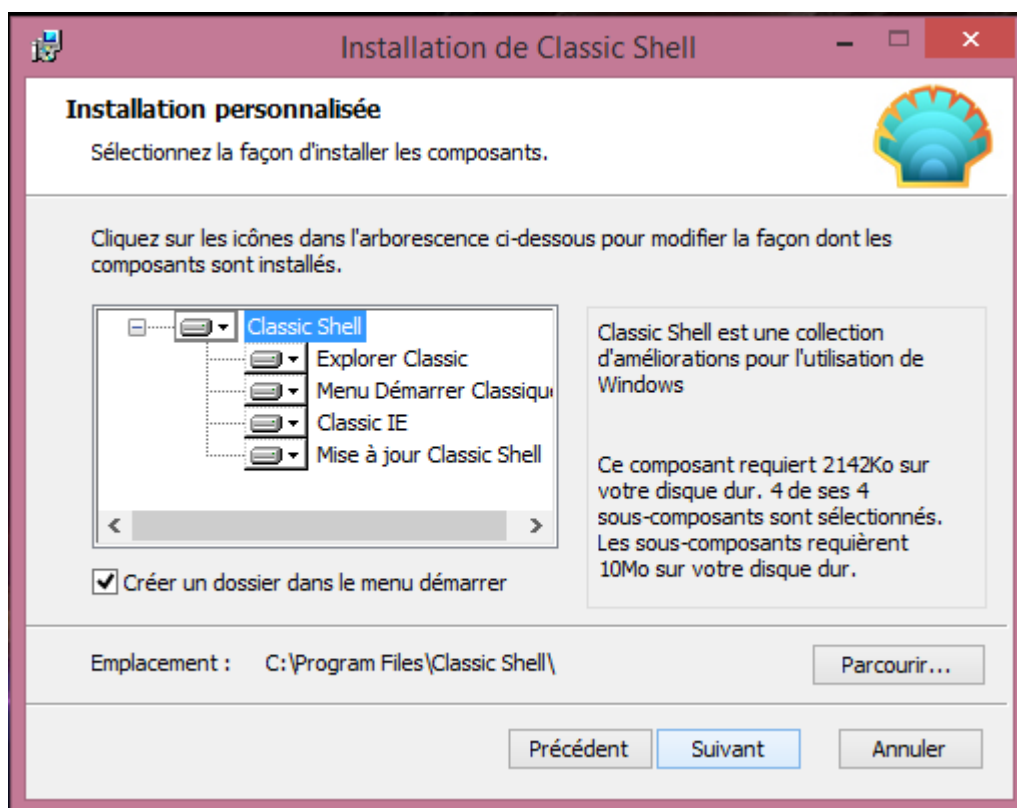 Installation de Classic Shell
Installation personnalisée
Sélectionnez la façon d'installer les composants.
Cliquez sur les icônes dans l'arborescence ci-dessous pour modifier la façon dont les
composants sont installés.
Classic Shell
Explorer Classic
Menu Démarrer Classiqu
Classic IE
Mise à jour Classic Shell
Classic Shell est une collection
d'améliorations pour l'utilisation de
Windows
Ce composant requiert 2142Ko sur
votre disque dur. 4 de ses 4
sous-composants sont sélectionnés.
Les sous-composants requièrent
10Mo sur votre disque dur.
Créer un dossier dans le menu démarrer
Emplacement : C:\Program Files\Classic Shell\
Parcourir...
Précédent
Suivant
Annuler